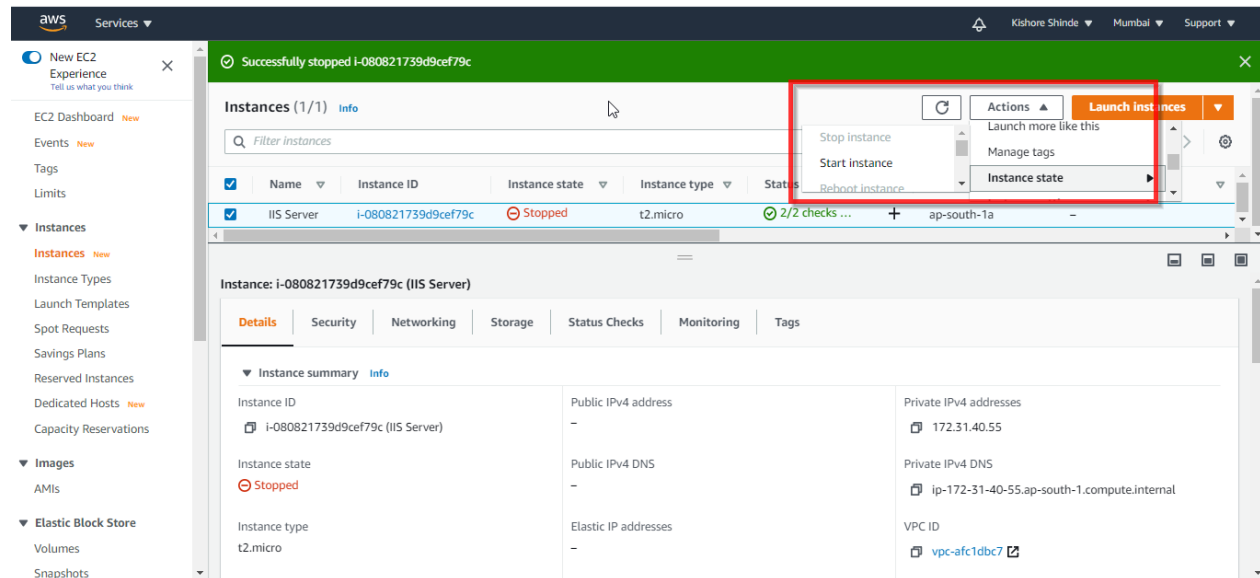 aws Services ▼ Kishore Shinde ▼ Mumbai ▼ Support ▼
New EC2
Experience
Tell us what you think
EC2 Dashboard New
Events New
Tags
Limits
▼ Instances
Instances New
Instance Types
Launch Templates
Spot Requests
Savings Plans
Reserved Instances
Dedicated Hosts New
Capacity Reservations
▼ Images
AMIs
▼ Elastic Block Store
Volumes
Snapshots
Successfully stopped i-080821739d9cef79c
Instances (1/1) Info
Actions ▲ Launch instances ▼
Filter instances
Stop instance
Start instance
Reboot instance
Launch more like this
Manage tags
Instance state
Name Instance ID Instance state Instance type Status
IIS Server i-080821739d9cef79c Stopped t2.micro 2/2 checks ... + ap-south-1a –
Instance: i-080821739d9cef79c (IIS Server)
Details Security Networking Storage Status Checks Monitoring Tags
▼ Instance summary Info
Instance ID Public IPv4 address Private IPv4 addresses
i-080821739d9cef79c (IIS Server) – 172.31.40.55
Instance state Public IPv4 DNS Private IPv4 DNS
Stopped – ip-172-31-40-55.ap-south-1.compute.internal
Instance type Elastic IP addresses VPC ID
t2.micro – vpc-afc1dbc7